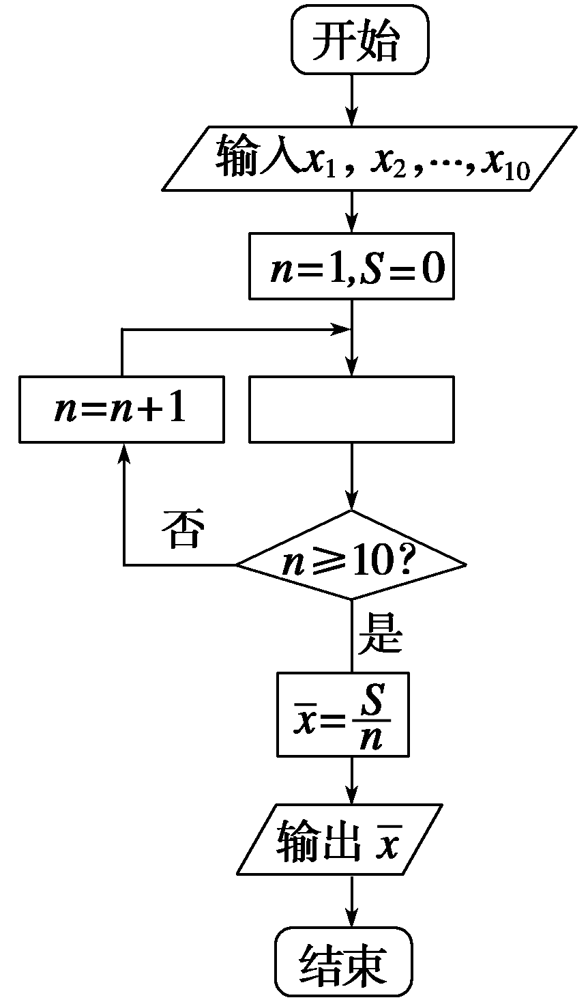 开始
输入x₁, x₂,…,x₁₀
n=1,S=0
n=n+1
n≥10?
否
是
x̄=S/n
输出 x̄
结束